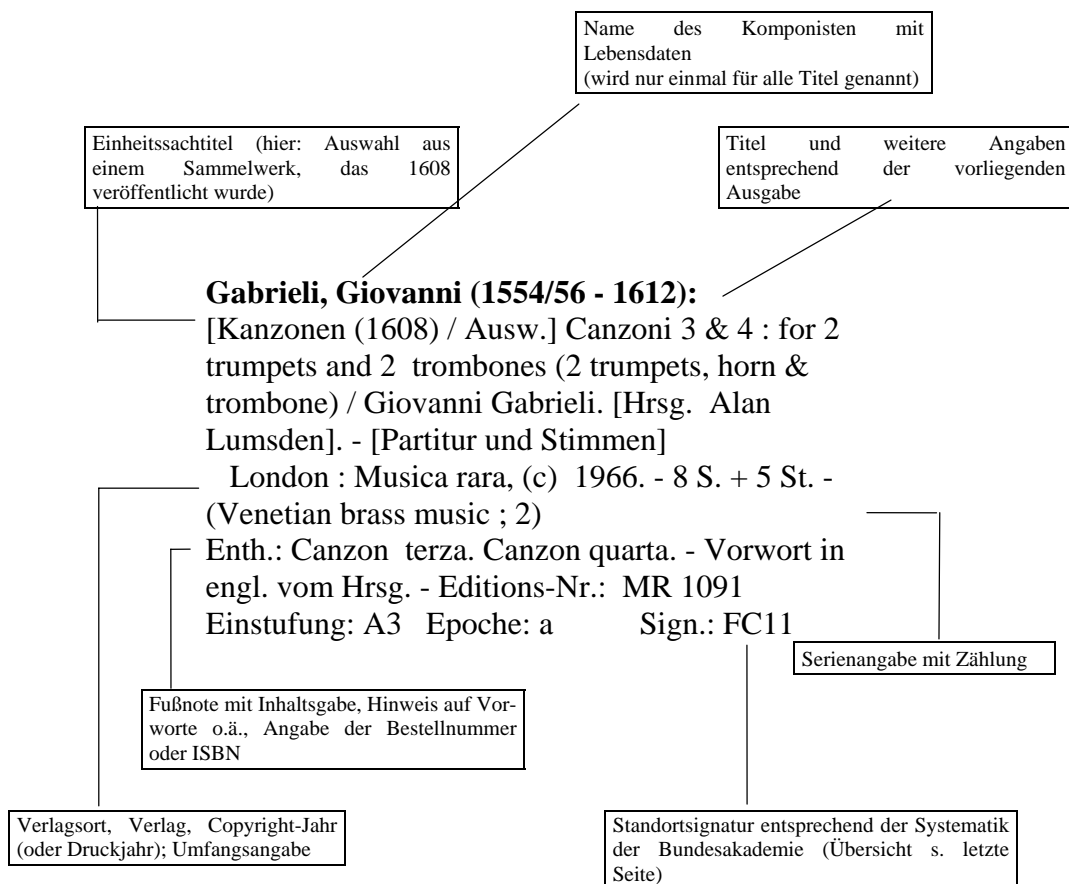 Name des Komponisten mit
Lebensdaten
(wird nur einmal für alle Titel genannt)
Einheitssachtitel (hier: Auswahl aus
einem Sammelwerk, das 1608
veröffentlicht wurde)
Titel und weitere Angaben
entsprechend der vorliegenden
Ausgabe
Gabrieli, Giovanni (1554/56 - 1612):
[Kanzonen (1608) / Ausw.] Canzoni 3 & 4 : for 2
trumpets and 2 trombones (2 trumpets, horn &
trombone) / Giovanni Gabrieli. [Hrsg. Alan
Lumsden]. - [Partitur und Stimmen]
London : Musica rara, (c) 1966. - 8 S. + 5 St. -
(Venetian brass music ; 2)
Enth.: Canzon terza. Canzon quarta. - Vorwort in
engl. vom Hrsg. - Editions-Nr.: MR 1091
Einstufung: A3 Epoche: a Sign.: FC11
Serienangabe mit Zählung
Fußnote mit Inhaltsgabe, Hinweis auf Vor-
worte o.ä., Angabe der Bestellnummer
oder ISBN
Verlagsort, Verlag, Copyright-Jahr
(oder Druckjahr); Umfangsangabe
Standortsignatur entsprechend der Systematik
der Bundesakademie (Übersicht s. letzte
Seite)